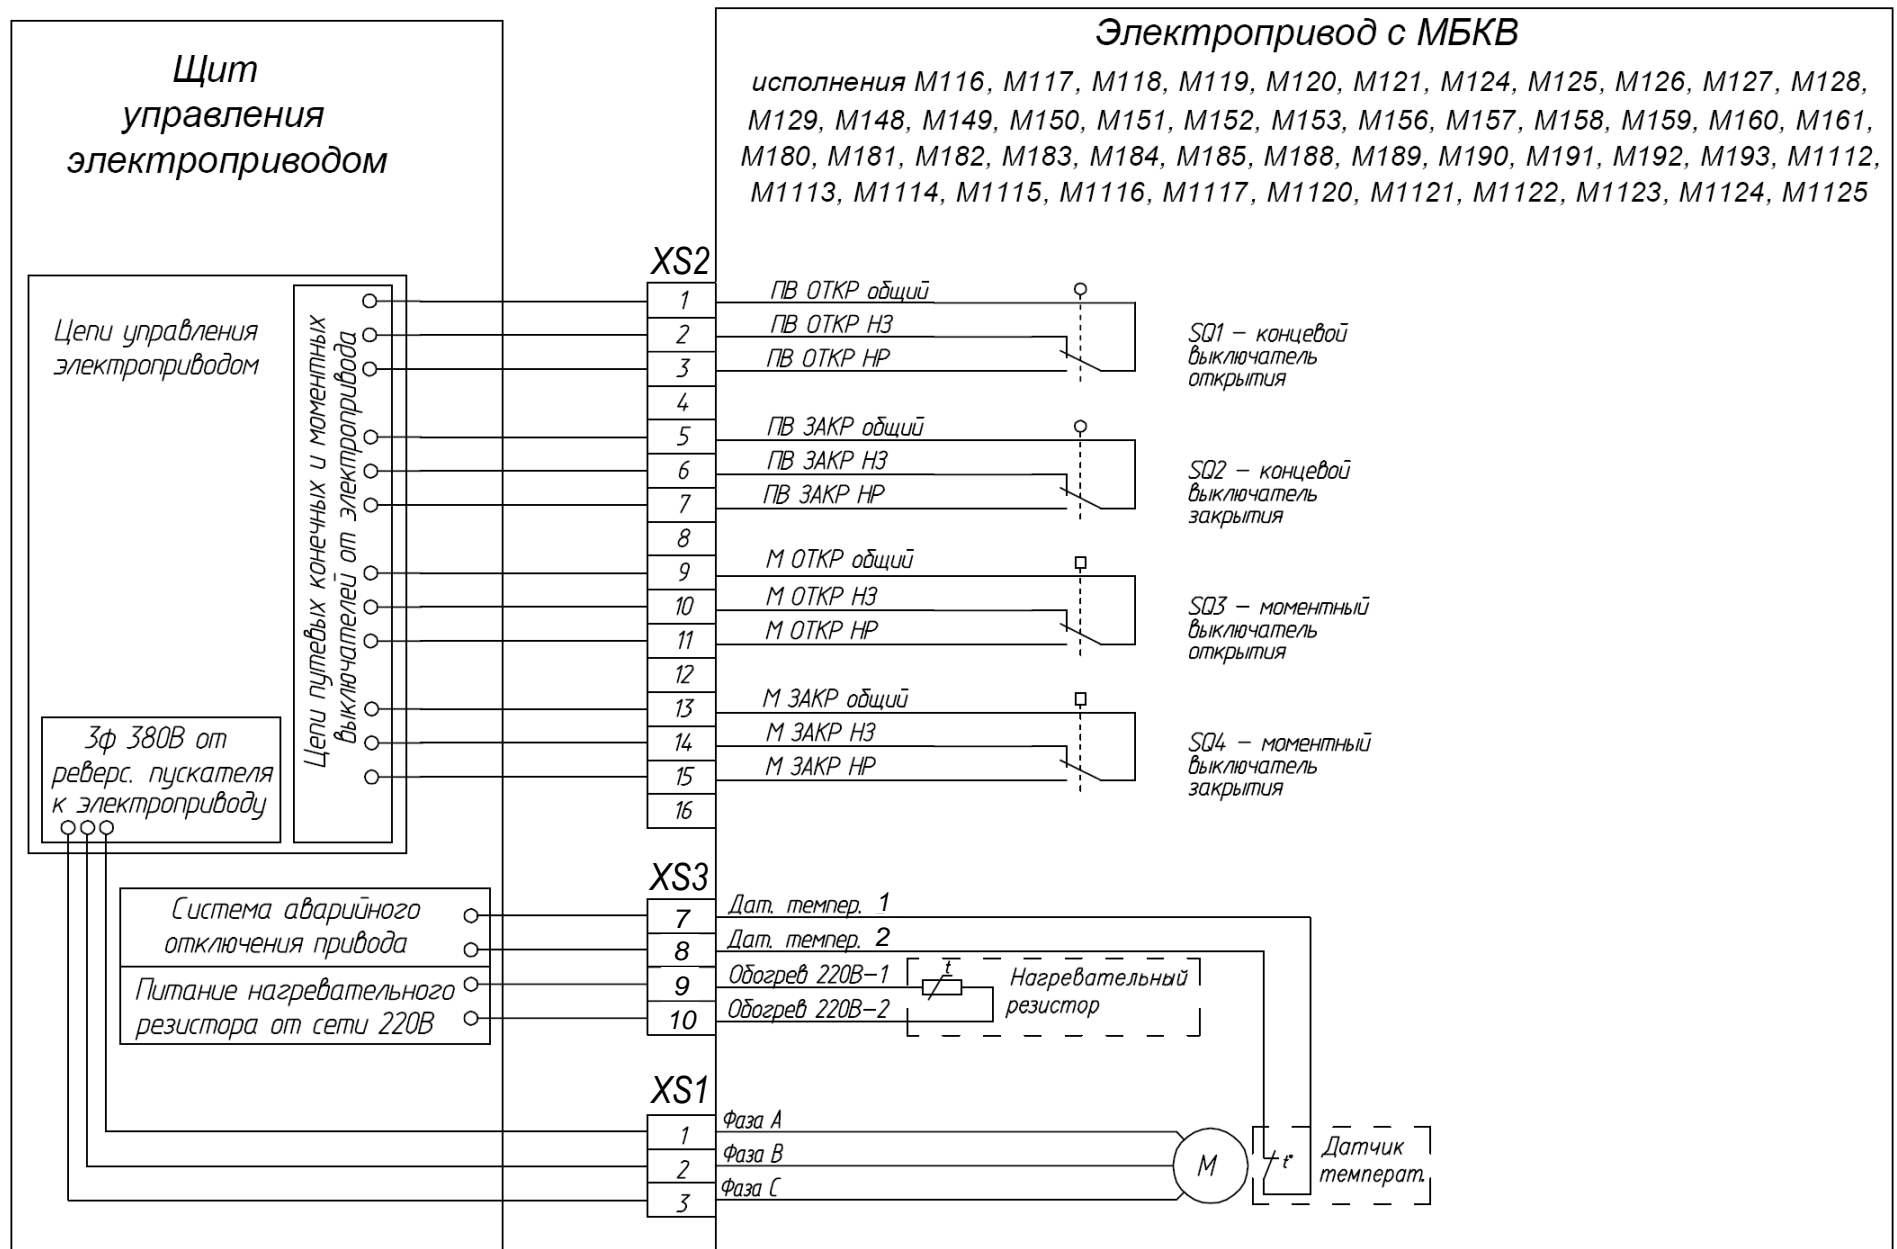 Щит
управления
электроприводом
Электропривод с МБКВ
исполнения М116, М117, М118, М119, М120, М121, М124, М125, М126, М127, М128,
М129, М148, М149, М150, М151, М152, М153, М156, М157, М158, М159, М160, М161,
М180, М181, М182, М183, М184, М185, М188, М189, М190, М191, М192, М193, М1112,
М1113, М1114, М1115, М1116, М1117, М1120, М1121, М1122, М1123, М1124, М1125
Цепи управления
электроприводом
Цепи путевых конечных и моментных
выключателей от электропривода
3ф 380В от
реверс. пускателя
к электроприводу
XS2
1 ПВ ОТКР общий
2 ПВ ОТКР НЗ
3 ПВ ОТКР НР
4
5 ПВ ЗАКР общий
6 ПВ ЗАКР НЗ
7 ПВ ЗАКР НР
8
9 М ОТКР общий
10 М ОТКР НЗ
11 М ОТКР НР
12
13 М ЗАКР общий
14 М ЗАКР НЗ
15 М ЗАКР НР
16
SQ1 – концевой
выключатель
открытия
SQ2 – концевой
выключатель
закрытия
SQ3 – моментный
выключатель
открытия
SQ4 – моментный
выключатель
закрытия
Система аварийного
отключения привода
Питание нагревательного
резистора от сети 220В
XS3
7 Дат. темпер. 1
8 Дат. темпер. 2
9 Обогрев 220В–1
10 Обогрев 220В–2
t
Нагревательный
резистор
XS1
1 Фаза А
2 Фаза В
3 Фаза С
М
t°
Датчик
температ.